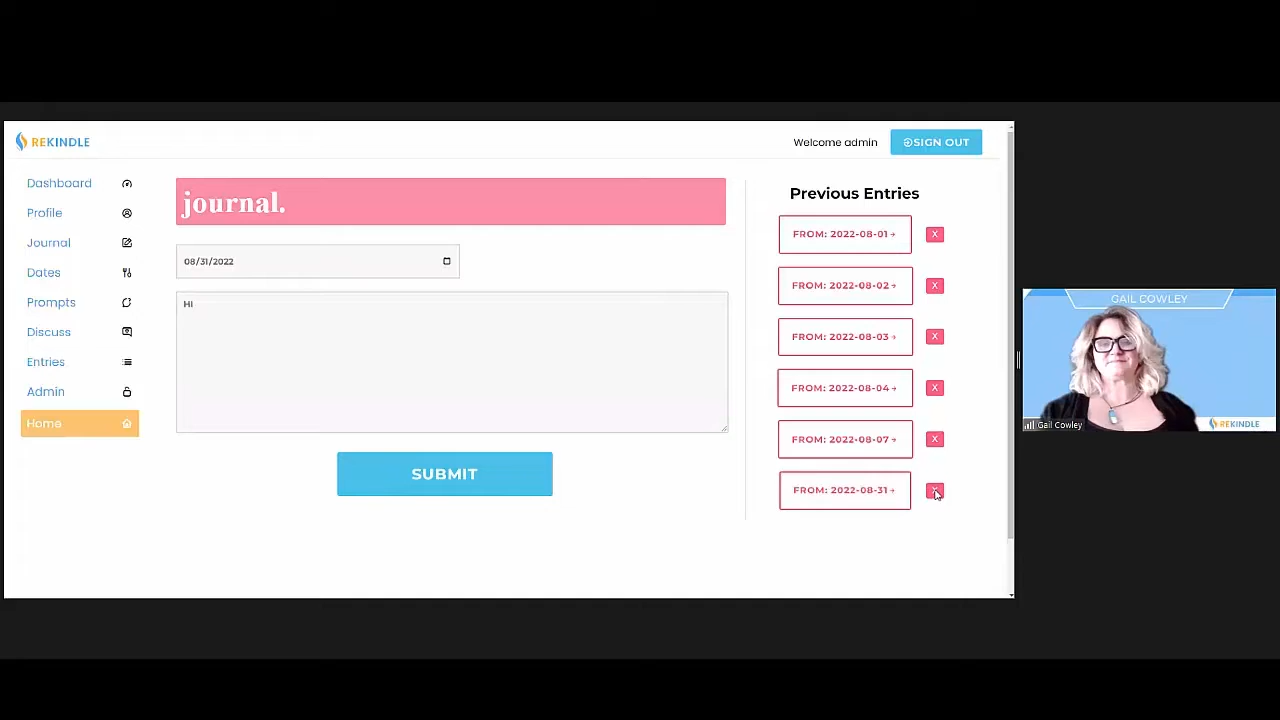 REKINDLE
Welcome admin
SIGN OUT
Dashboard
Profile
Journal
Dates
Prompts
Discuss
Entries
Admin
Home
journal.
08/31/2022
HI
SUBMIT
Previous Entries
FROM: 2022-08-01 → X
FROM: 2022-08-02 → X
FROM: 2022-08-03 → X
FROM: 2022-08-04 → X
FROM: 2022-08-07 → X
FROM: 2022-08-31 → X
GAIL COWLEY
Gail Cowley
REKINDLE